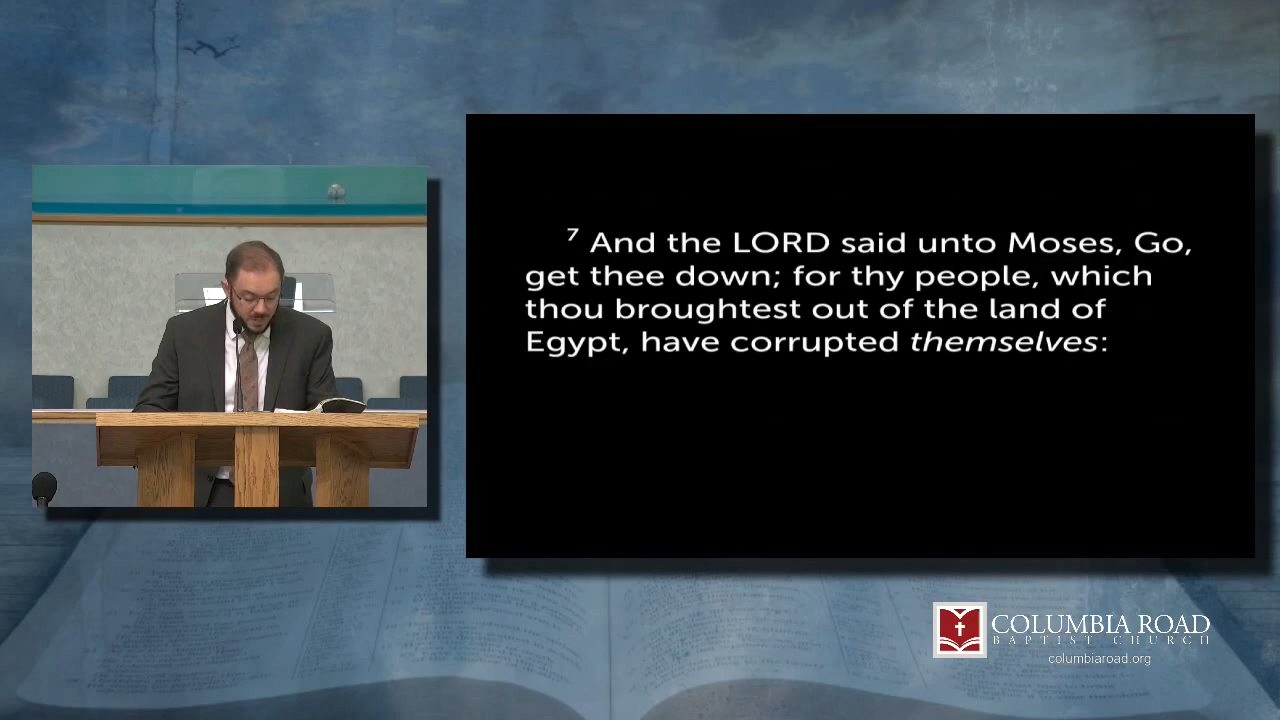 ⁷ And the LORD said unto Moses, Go,
get thee down; for thy people, which
thou broughtest out of the land of
Egypt, have corrupted themselves:
COLUMBIA ROAD
BAPTIST CHURCH
columbiaroad.org